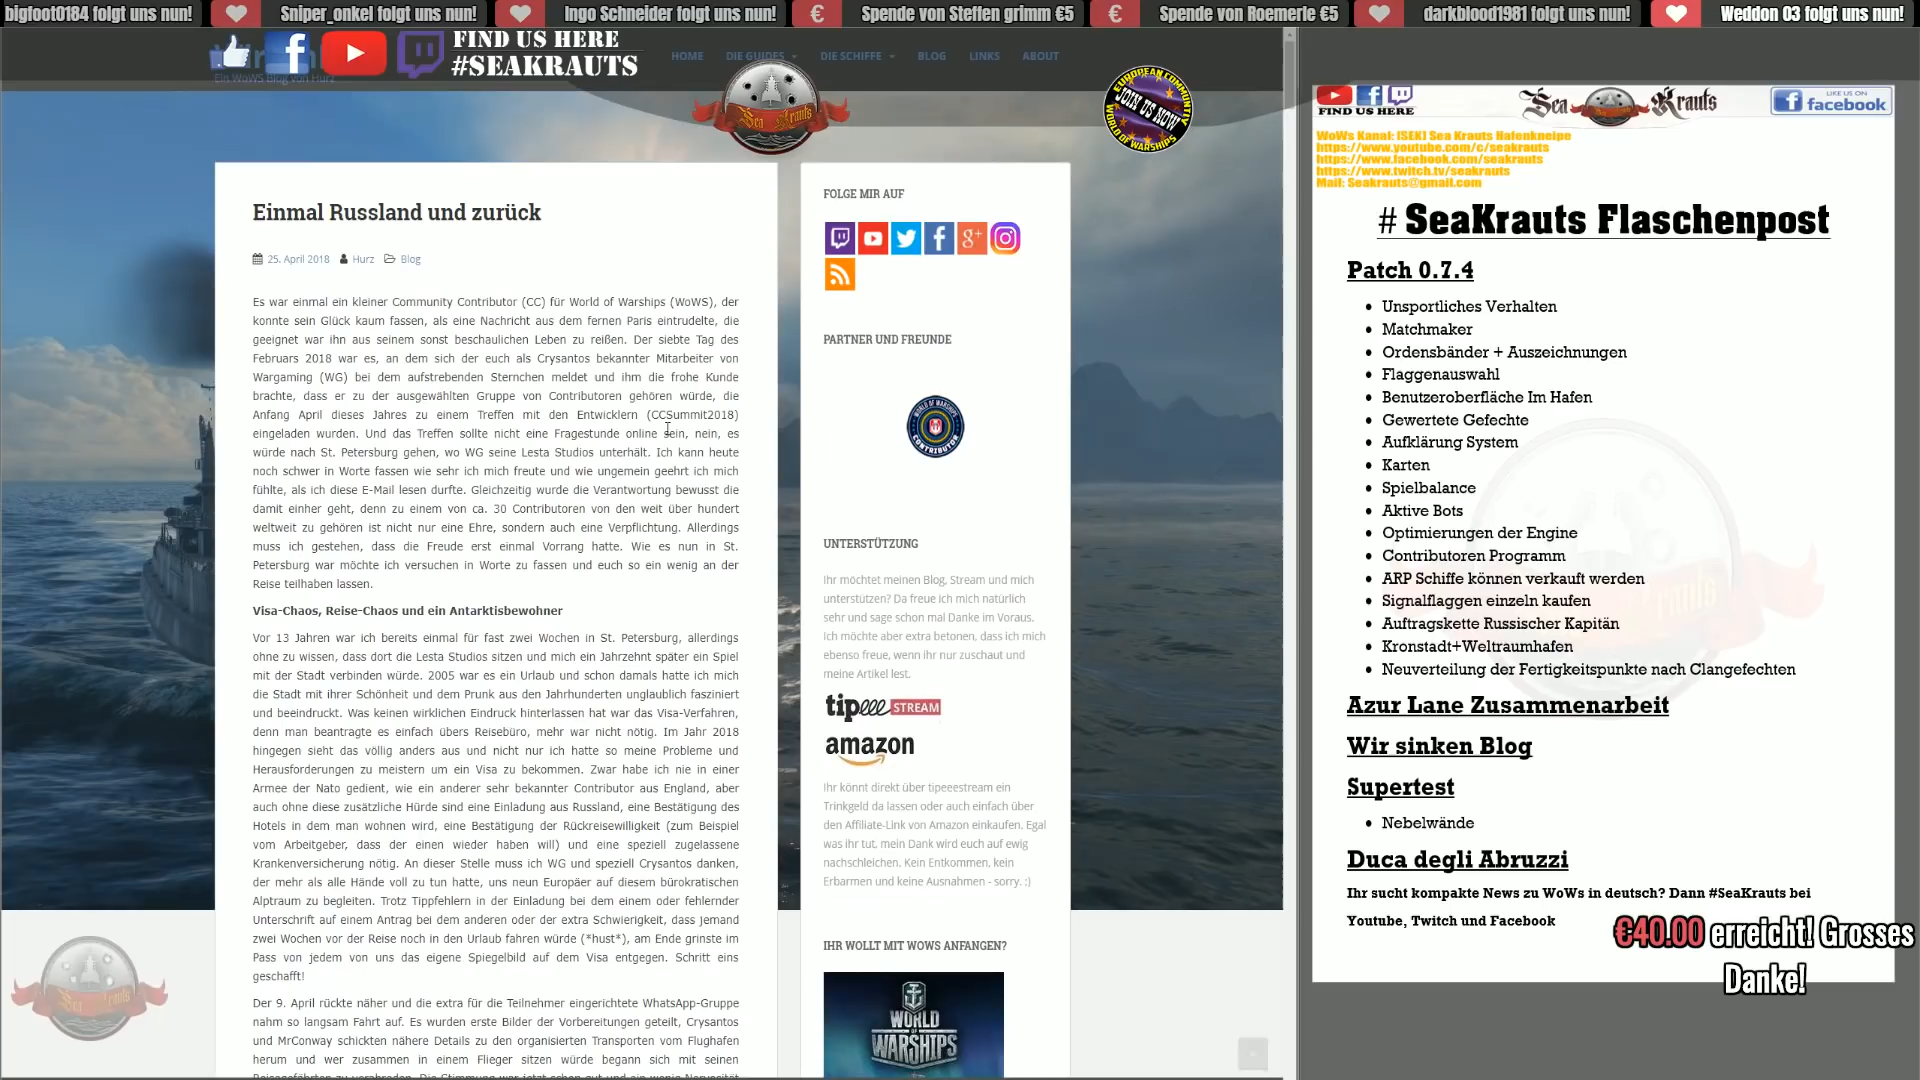 bigfoot0184 folgt uns nun! Sniper_onkel folgt uns nun! Ingo Schneider folgt uns nun! € Spende von Steffen grimm €5 € Spende von Roemerle €5 darkblood1981 folgt uns nun! Weddon 03 folgt uns nun!
FIND US HERE
#SEAKRAUTS
Ein WoWS Blog von Hurz
HOME DIE GUIDES DIE SCHIFFE BLOG LINKS ABOUT
Sea Krauts
EUROPEAN COMMUNITY
JOIN US NOW
WORLD OF WARSHIPS
Einmal Russland und zurück
25. April 2018 Hurz Blog
Es war einmal ein kleiner Community Contributor (CC) für World of Warships (WoWS), der
konnte sein Glück kaum fassen, als eine Nachricht aus dem fernen Paris eintrudelte, die
geeignet war ihn aus seinem sonst beschaulichen Leben zu reißen. Der siebte Tag des
Februars 2018 war es, an dem sich der euch als Crysantos bekannter Mitarbeiter von
Wargaming (WG) bei dem aufstrebenden Sternchen meldet und ihm die frohe Kunde
brachte, dass er zu der ausgewählten Gruppe von Contributoren gehören würde, die
Anfang April dieses Jahres zu einem Treffen mit den Entwicklern (CCSummit2018)
eingeladen wurden. Und das Treffen sollte nicht eine Fragestunde online sein, nein, es
würde nach St. Petersburg gehen, wo WG seine Lesta Studios unterhält. Ich kann heute
noch schwer in Worte fassen wie sehr ich mich freute und wie ungemein geehrt ich mich
fühlte, als ich diese E-Mail lesen durfte. Gleichzeitig wurde die Verantwortung bewusst die
damit einher geht, denn zu einem von ca. 30 Contributoren von den weit über hundert
weltweit zu gehören ist nicht nur eine Ehre, sondern auch eine Verpflichtung. Allerdings
muss ich gestehen, dass die Freude erst einmal Vorrang hatte. Wie es nun in St.
Petersburg war möchte ich versuchen in Worte zu fassen und euch so ein wenig an der
Reise teilhaben lassen.
Visa-Chaos, Reise-Chaos und ein Antarktisbewohner
Vor 13 Jahren war ich bereits einmal für fast zwei Wochen in St. Petersburg, allerdings
ohne zu wissen, dass dort die Lesta Studios sitzen und mich ein Jahrzehnt später ein Spiel
mit der Stadt verbinden würde. 2005 war es ein Urlaub und schon damals hatte ich mich
die Stadt mit ihrer Schönheit und dem Prunk aus den Jahrhunderten unglaublich fasziniert
und beeindruckt. Was keinen wirklichen Eindruck hinterlassen hat war das Visa-Verfahren,
denn man beantragte es einfach übers Reisebüro, mehr war nicht nötig. Im Jahr 2018
hingegen sieht das völlig anders aus und nicht nur ich hatte so meine Probleme und
Herausforderungen zu meistern um ein Visa zu bekommen. Zwar habe ich nie in einer
Armee der Nato gedient, wie ein anderer sehr bekannter Contributor aus England, aber
auch ohne diese zusätzliche Hürde sind eine Einladung aus Russland, eine Bestätigung des
Hotels in dem man wohnen wird, eine Bestätigung der Rückreisewilligkeit (zum Beispiel
vom Arbeitgeber, dass der einen wieder haben will) und eine speziell zugelassene
Krankenversicherung nötig. An dieser Stelle muss ich WG und speziell Crysantos danken,
der mehr als alle Hände voll zu tun hatte, uns neun Europäer auf diesem bürokratischen
Alptraum zu begleiten. Trotz Tippfehlern in der Einladung bei dem einem oder fehlernder
Unterschrift auf einem Antrag bei dem anderen oder der extra Schwierigkeit, dass jemand
zwei Wochen vor der Reise noch in den Urlaub fahren würde (*hust*), am Ende grinste im
Pass von jedem von uns das eigene Spiegelbild auf dem Visa entgegen. Schritt eins
geschafft!
Der 9. April rückte näher und die extra für die Teilnehmer eingerichtete WhatsApp-Gruppe
nahm so langsam Fahrt auf. Es wurden erste Bilder der Vorbereitungen geteilt, Crysantos
und MrConway schickten nähere Details zu den organisierten Transporten vom Flughafen
herum und wer zusammen in einem Flieger sitzen würde begann sich mit seinen
FOLGE MIR AUF
PARTNER UND FREUNDE
WORLD OF WARSHIPS
CONTRIBUTOR
UNTERSTÜTZUNG
Ihr möchtet meinen Blog, Stream und mich
unterstützen? Da freue ich mich natürlich
sehr und sage schon mal Danke im Voraus.
Ich möchte aber extra betonen, dass ich mich
ebenso freue, wenn ihr nur zuschaut und
meine Artikel lest.
tipeee STREAM
amazon
Ihr könnt direkt über tipeeestream ein
Trinkgeld da lassen oder auch einfach über
den Affiliate-Link von Amazon einkaufen. Egal
was ihr tut, mein Dank wird euch auf ewig
nachschleichen. Kein Entkommen, kein
Erbarmen und keine Ausnahmen - sorry. :)
IHR WOLLT MIT WOWS ANFANGEN?
WORLD
OF
WARSHIPS
FIND US HERE
Sea Krauts
LIKE US ON
facebook
WoWs Kanal: [SEK] Sea Krauts Hafenkneipe
https://www.youtube.com/c/seakrauts
https://www.facebook.com/seakrauts
https://www.twitch.tv/seakrauts
Mail: Seakrauts@gmail.com
# SeaKrauts Flaschenpost
Patch 0.7.4
• Unsportliches Verhalten
• Matchmaker
• Ordensbänder + Auszeichnungen
• Flaggenauswahl
• Benutzeroberfläche Im Hafen
• Gewertete Gefechte
• Aufklärung System
• Karten
• Spielbalance
• Aktive Bots
• Optimierungen der Engine
• Contributoren Programm
• ARP Schiffe können verkauft werden
• Signalflaggen einzeln kaufen
• Auftragskette Russischer Kapitän
• Kronstadt+Weltraumhafen
• Neuverteilung der Fertigkeitspunkte nach Clangefechten
Azur Lane Zusammenarbeit
Wir sinken Blog
Supertest
• Nebelwände
Duca degli Abruzzi
Ihr sucht kompakte News zu WoWs in deutsch? Dann #SeaKrauts bei
Youtube, Twitch und Facebook
€40.00 erreicht! Grosses
Danke!
Sea Krauts